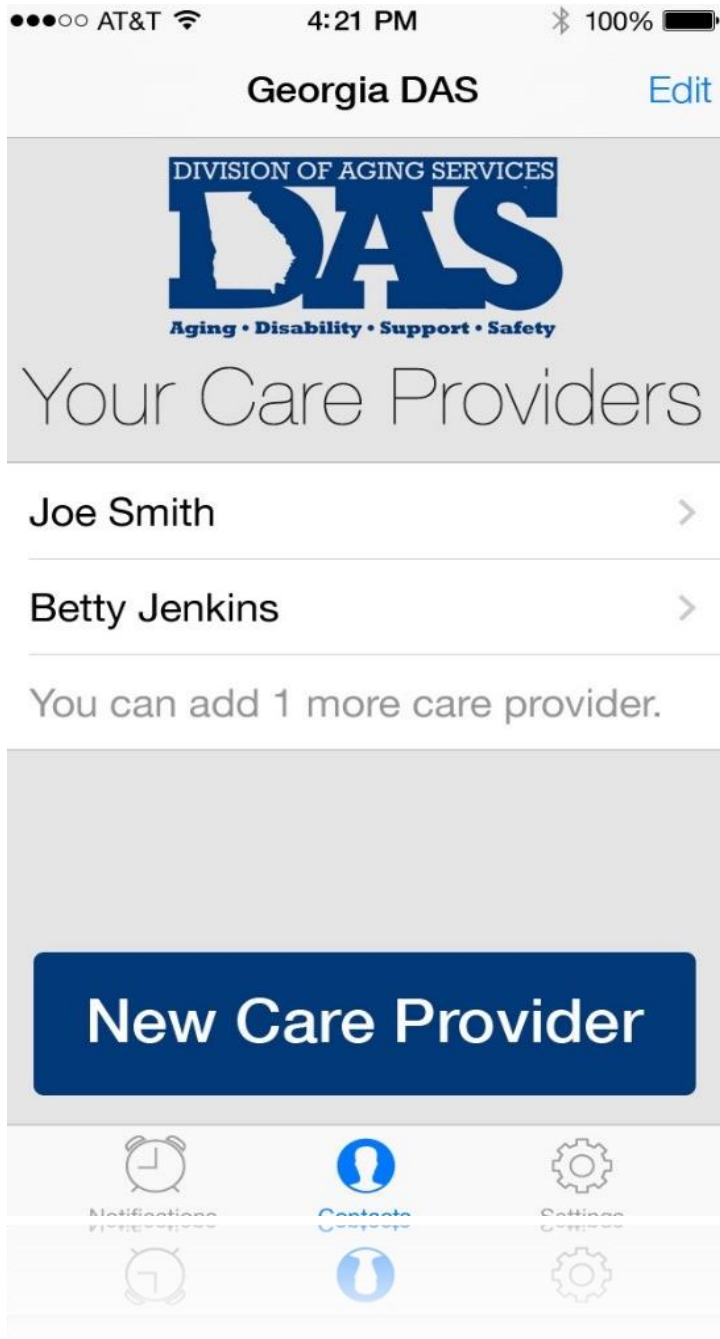 AT&T 4:21 PM 100%
Georgia DAS Edit
DIVISION OF AGING SERVICES
DAS
Aging • Disability • Support • Safety
Your Care Providers
Joe Smith
Betty Jenkins
You can add 1 more care provider.
New Care Provider
Notifications Contacts Settings